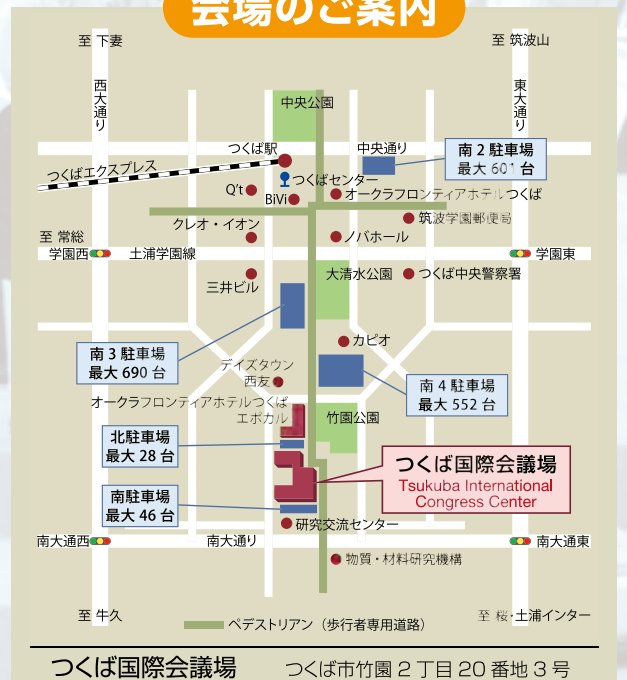 会場のご案内
至 下妻
至 筑波山
西大通り
東大通り
中央公園
つくば駅
中央通り
南 2 駐車場
最大 601 台
つくばエクスプレス
つくばセンター
Q't
BiVi
オークラフロンティアホテルつくば
クレオ・イオン
筑波学園郵便局
至 常総
ノバホール
学園西
土浦学園線
学園東
三井ビル
大清水公園
つくば中央警察署
カピオ
南 3 駐車場
最大 690 台
デイズタウン
西友
南 4 駐車場
最大 552 台
オークラフロンティアホテルつくば
エポカル
竹園公園
北駐車場
最大 28 台
つくば国際会議場
Tsukuba International
Congress Center
南駐車場
最大 46 台
研究交流センター
南大通西
南大通り
南大通東
物質・材料研究機構
至 牛久
至 桜・土浦インター
ペデストリアン（歩行者専用道路）
つくば国際会議場
つくば市竹園 2 丁目 20 番地 3 号